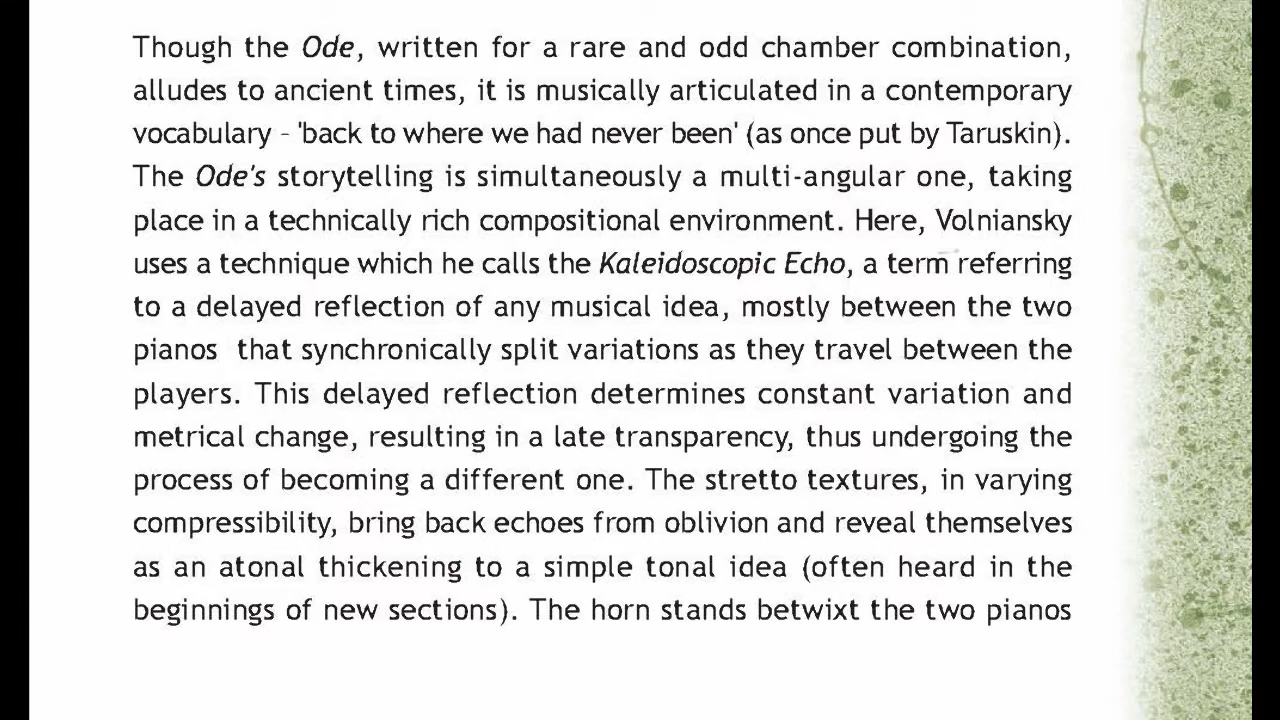 Though the Ode, written for a rare and odd chamber combination,
alludes to ancient times, it is musically articulated in a contemporary
vocabulary - 'back to where we had never been' (as once put by Taruskin).
The Ode's storytelling is simultaneously a multi-angular one, taking
place in a technically rich compositional environment. Here, Volniansky
uses a technique which he calls the Kaleidoscopic Echo, a term referring
to a delayed reflection of any musical idea, mostly between the two
pianos  that synchronically split variations as they travel between the
players. This delayed reflection determines constant variation and
metrical change, resulting in a late transparency, thus undergoing the
process of becoming a different one. The stretto textures, in varying
compressibility, bring back echoes from oblivion and reveal themselves
as an atonal thickening to a simple tonal idea (often heard in the
beginnings of new sections). The horn stands betwixt the two pianos